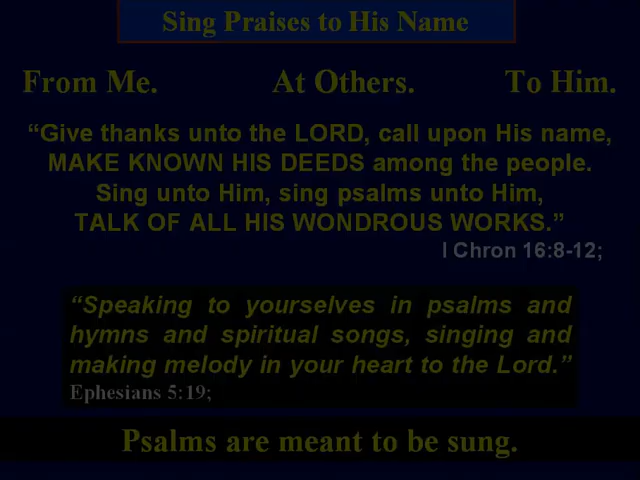 Sing Praises to His Name
From Me. At Others. To Him.
“Give thanks unto the LORD, call upon His name,
MAKE KNOWN HIS DEEDS among the people.
Sing unto Him, sing psalms unto Him,
TALK OF ALL HIS WONDROUS WORKS.”
I Chron 16:8-12;
“Speaking to yourselves in psalms and
hymns and spiritual songs, singing and
making melody in your heart to the Lord.”
Ephesians 5:19;
Psalms are meant to be sung.